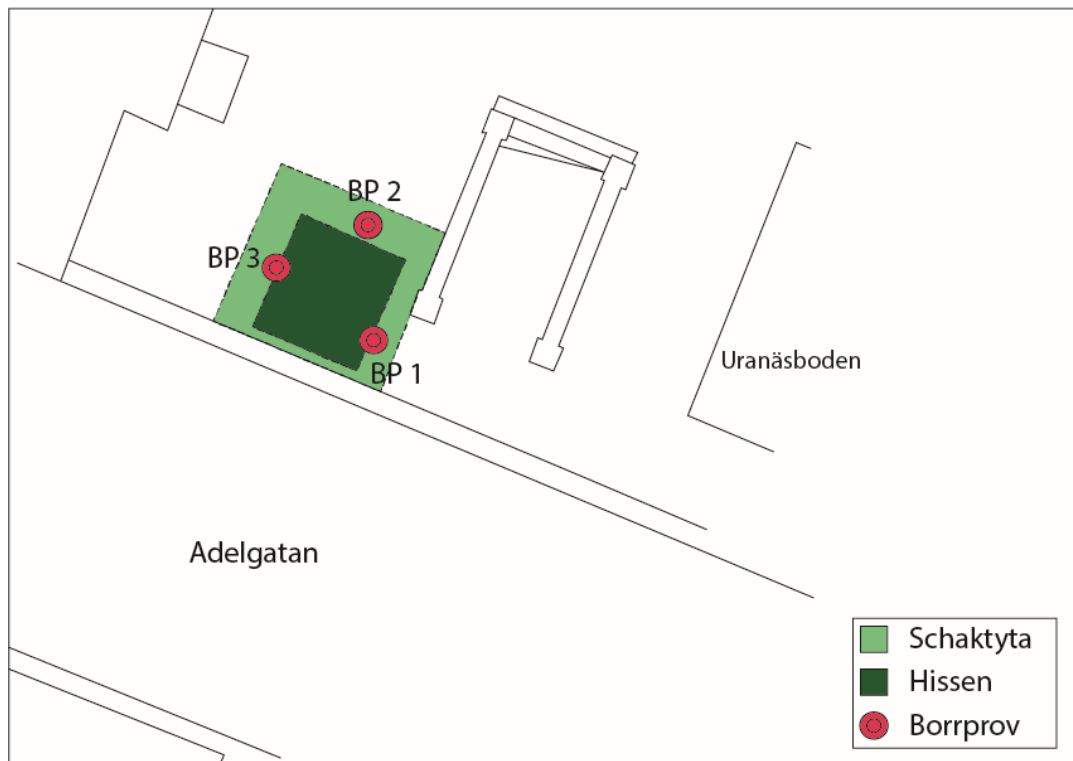 BP 2
BP 3
BP 1
Uranäsboden
Adelgatan
Schaktyta
Hissen
Borrprov